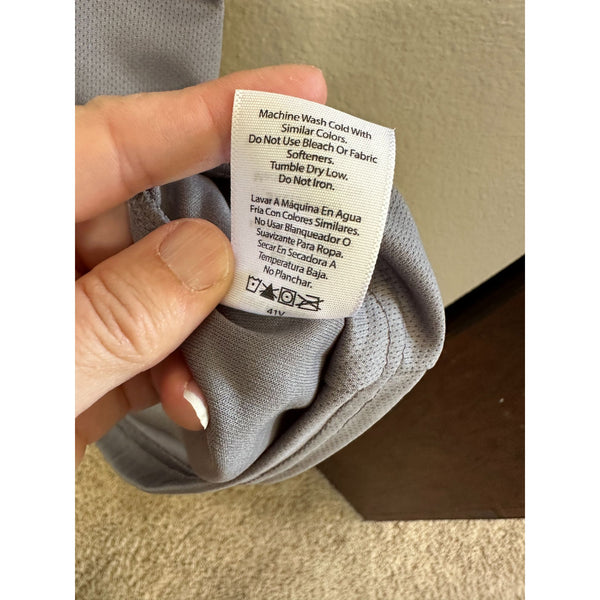 Machine Wash Cold With
Similar Colors.
Do Not Use Bleach Or Fabric
Softeners.
Tumble Dry Low.
Do Not Iron.
Lavar A Máquina En Agua
Fría Con Colores Similares.
No Usar Blanqueador O
Suavizante Para Ropa.
Secar En Secadora A
Temperatura Baja.
No Planchar.
41V